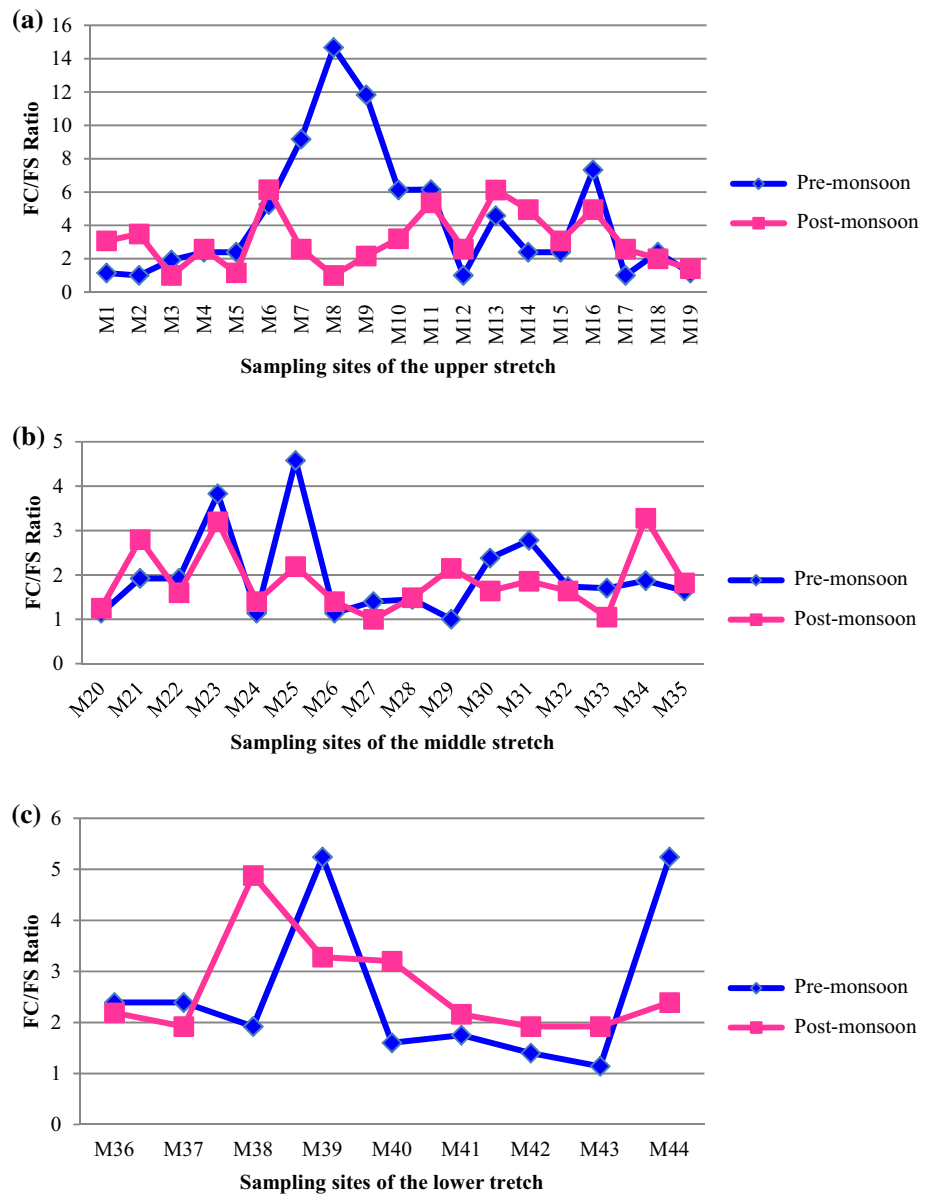 (a)
16
14
12
10
8
6
4
2
0
FC/FS Ratio
M1 M2 M3 M4 M5 M6 M7 M8 M9 M10 M11 M12 M13 M14 M15 M16 M17 M18 M19
Sampling sites of the upper stretch
Pre-monsoon
Post-monsoon
(b)
5
4
3
2
1
0
FC/FS Ratio
M20 M21 M22 M23 M24 M25 M26 M27 M28 M29 M30 M31 M32 M33 M34 M35
Sampling sites of the middle stretch
Pre-monsoon
Post-monsoon
(c)
6
5
4
3
2
1
0
FC/FS Ratio
M36 M37 M38 M39 M40 M41 M42 M43 M44
Sampling sites of the lower tretch
Pre-monsoon
Post-monsoon